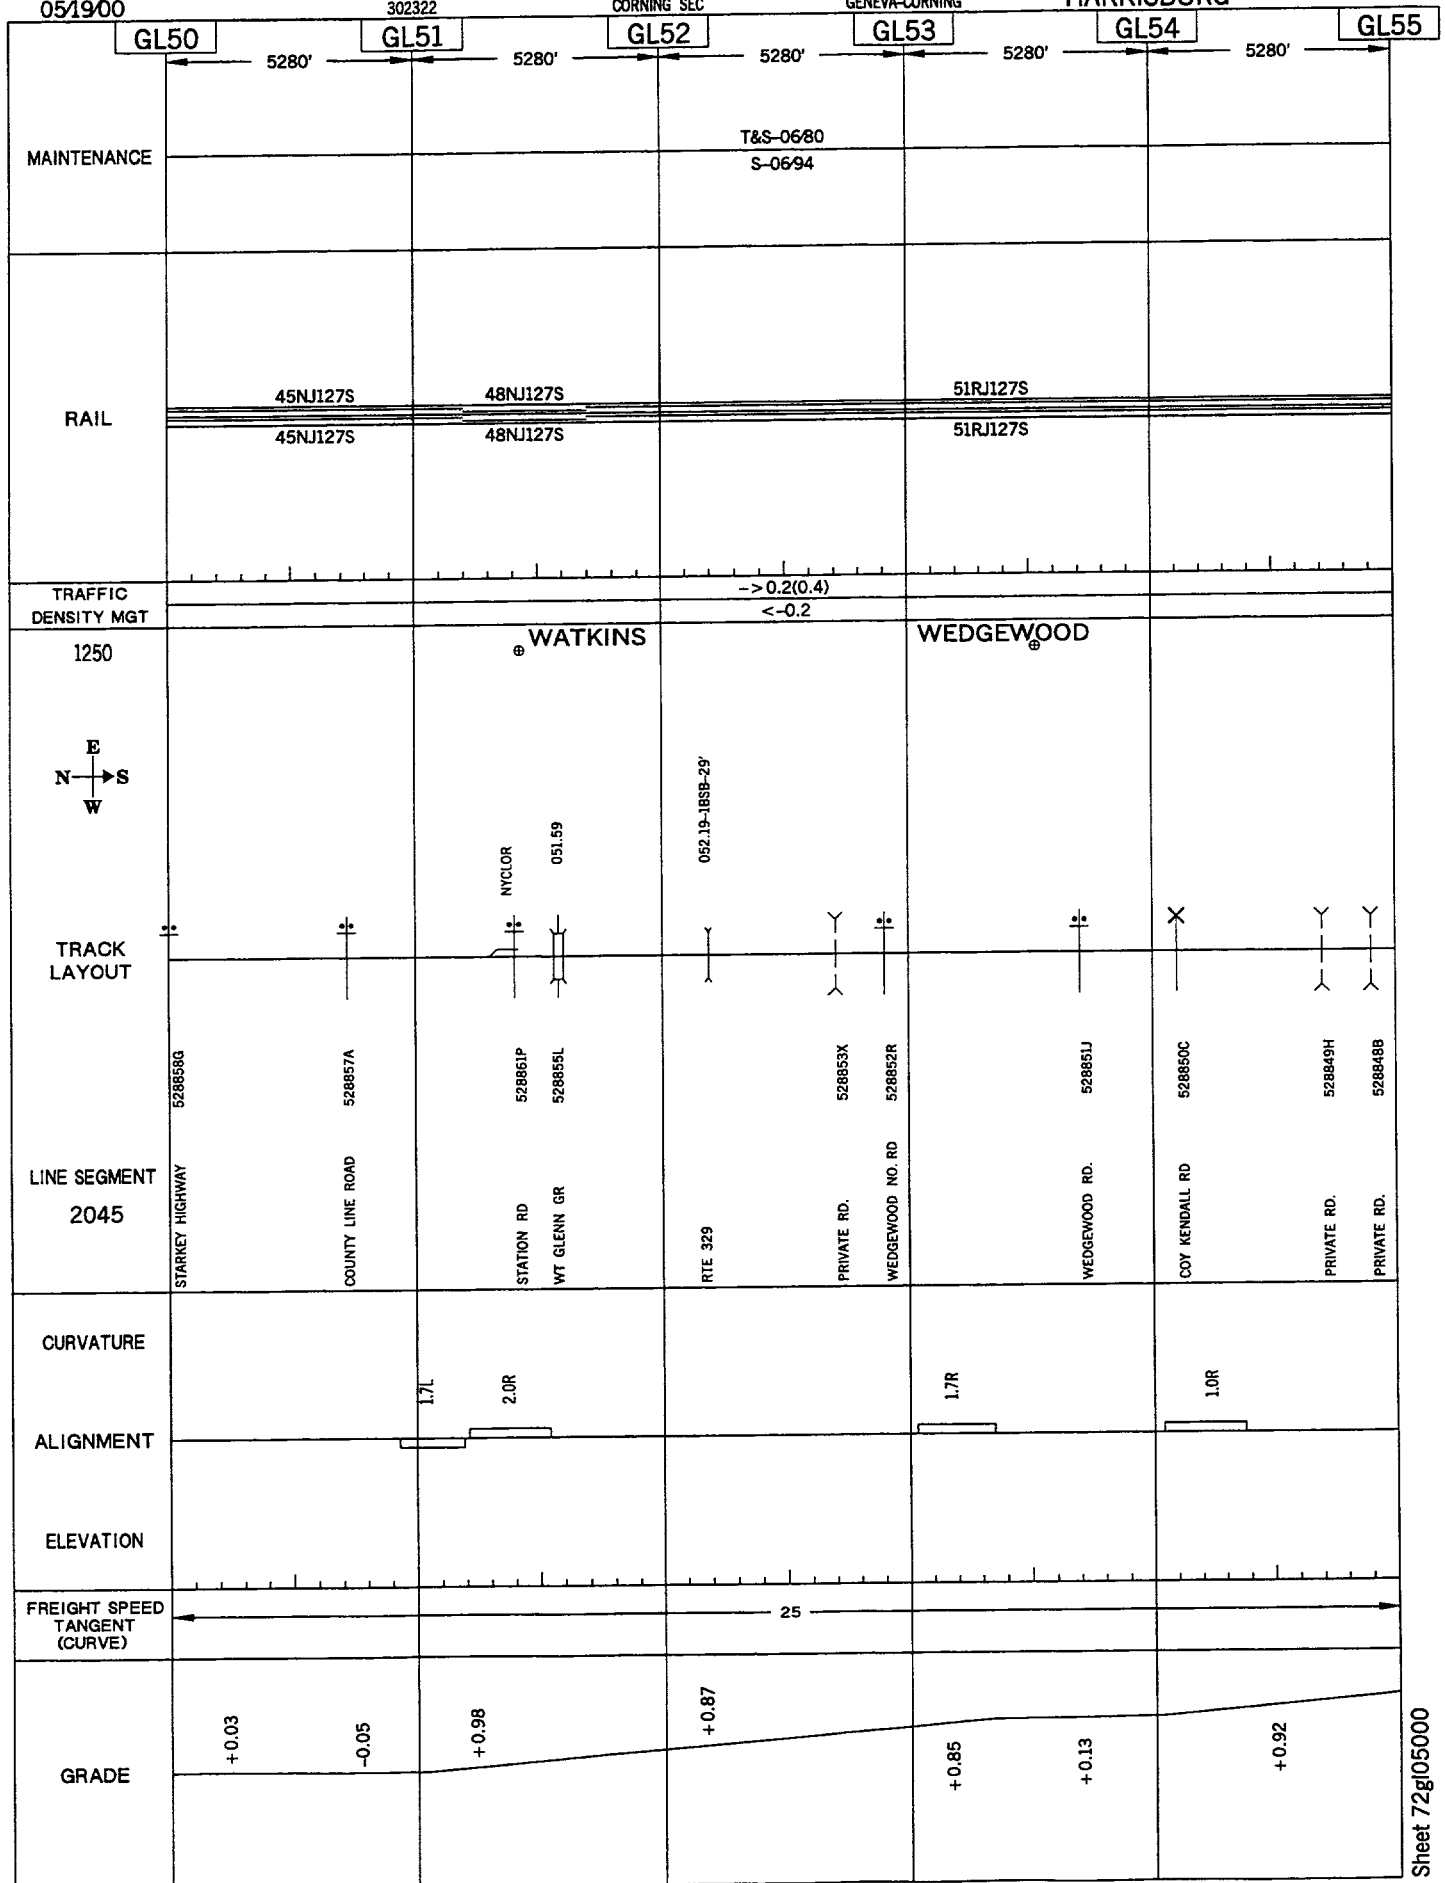 05/19/00
302322
CORNING SEC
GENEVA-CORNING
HARRISBURG
GL50
GL51
GL52
GL53
GL54
GL55
5280'
5280'
5280'
5280'
5280'
MAINTENANCE
T&S-06/80
S-06/94
RAIL
45NJ127S
48NJ127S
51RJ127S
45NJ127S
48NJ127S
51RJ127S
TRAFFIC
DENSITY MGT
->0.2(0.4)
<-0.2
1250
WATKINS
WEDGEWOOD
E
N
S
W
NYCLOR
051.59
052.19-1BSB-29'
TRACK
LAYOUT
528858G
528857A
528861P
528855L
528853X
528852R
528851J
528850C
528849H
528848B
LINE SEGMENT
2045
STARKEY HIGHWAY
COUNTY LINE ROAD
STATION RD
WT GLENN GR
RTE 329
PRIVATE RD.
WEDGEWOOD NO. RD
WEDGEWOOD RD.
COY KENDALL RD
PRIVATE RD.
PRIVATE RD.
CURVATURE
1.7L
2.0R
1.7R
1.0R
ALIGNMENT
ELEVATION
FREIGHT SPEED
TANGENT
(CURVE)
25
GRADE
+0.03
-0.05
+0.98
+0.87
+0.85
+0.13
+0.92
Sheet 72gl05000